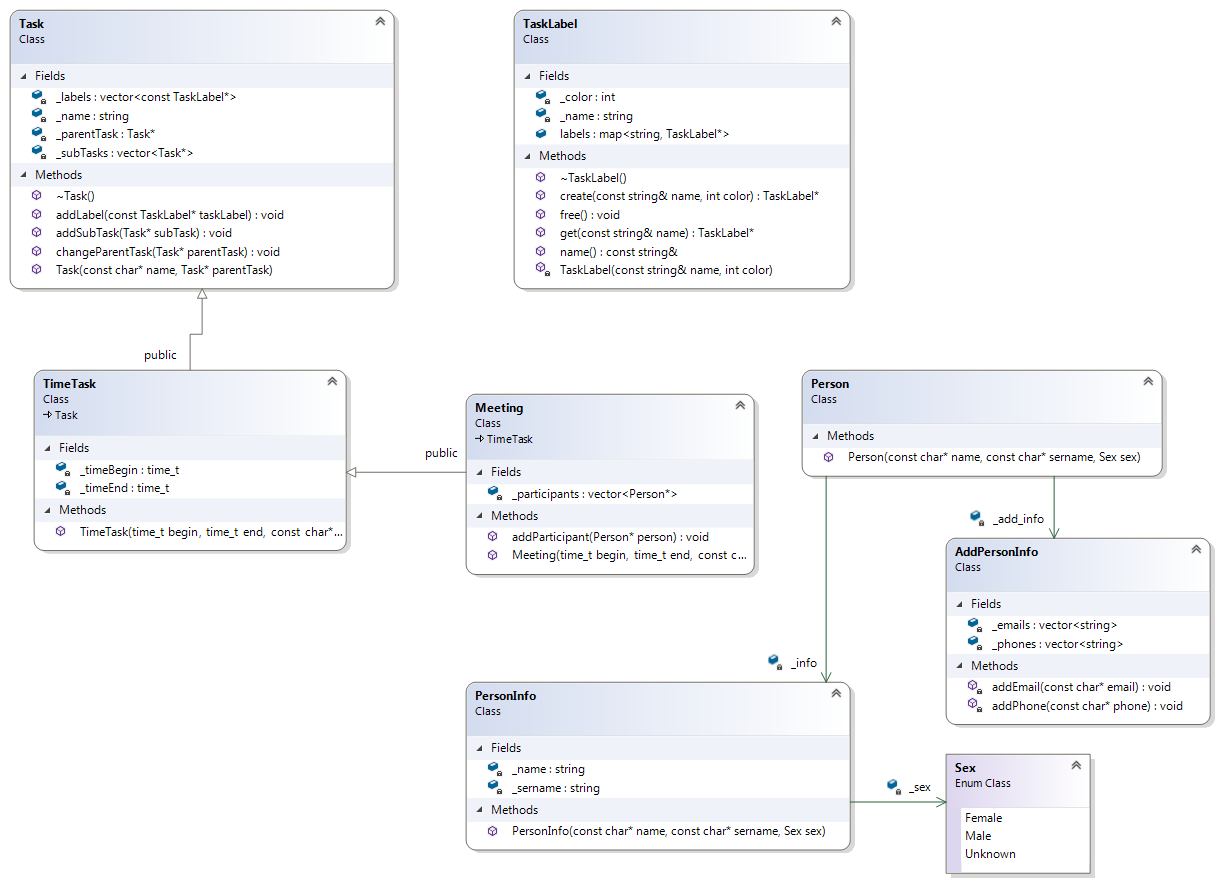 Task
Class
Fields
_labels : vector<const TaskLabel*>
_name : string
_parentTask : Task*
_subTasks : vector<Task*>
Methods
~Task()
addLabel(const TaskLabel* taskLabel) : void
addSubTask(Task* subTask) : void
changeParentTask(Task* parentTask) : void
Task(const char* name, Task* parentTask)
TaskLabel
Class
Fields
_color : int
_name : string
labels : map<string, TaskLabel*>
Methods
~TaskLabel()
create(const string& name, int color) : TaskLabel*
free() : void
get(const string& name) : TaskLabel*
name() : const string&
TaskLabel(const string& name, int color)
public
TimeTask
Class
Task
Fields
_timeBegin : time_t
_timeEnd : time_t
Methods
TimeTask(time_t begin, time_t end, const char*...
public
Meeting
Class
TimeTask
Fields
_participants : vector<Person*>
Methods
addParticipant(Person* person) : void
Meeting(time_t begin, time_t end, const c...
Person
Class
Methods
Person(const char* name, const char* sername, Sex sex)
_add_info
AddPersonInfo
Class
Fields
_emails : vector<string>
_phones : vector<string>
Methods
addEmail(const char* email) : void
addPhone(const char* phone) : void
_info
PersonInfo
Class
Fields
_name : string
_sername : string
Methods
PersonInfo(const char* name, const char* sername, Sex sex)
_sex
Sex
Enum Class
Female
Male
Unknown